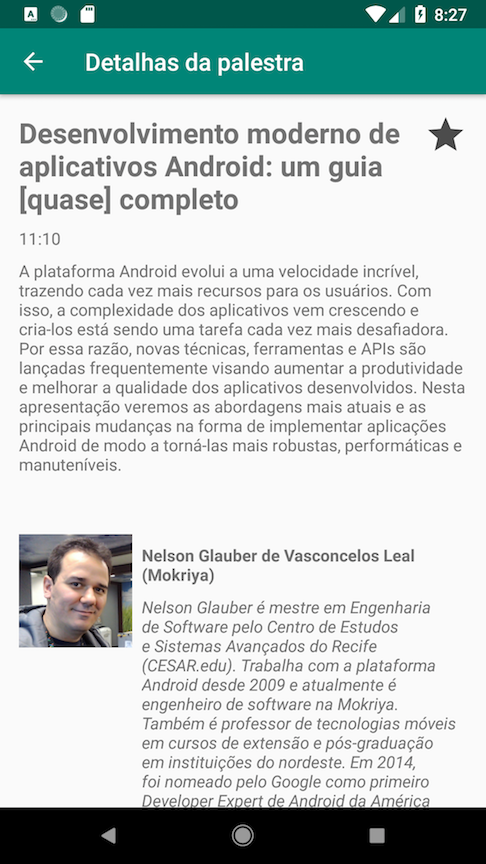 A
8:27
Detalhas da palestra
Desenvolvimento moderno de
aplicativos Android: um guia
[quase] completo
11:10
A plataforma Android evolui a uma velocidade incrível,
trazendo cada vez mais recursos para os usuários. Com
isso, a complexidade dos aplicativos vem crescendo e
cria-los está sendo uma tarefa cada vez mais desafiadora.
Por essa razão, novas técnicas, ferramentas e APIs são
lançadas frequentemente visando aumentar a produtividade
e melhorar a qualidade dos aplicativos desenvolvidos. Nesta
apresentação veremos as abordagens mais atuais e as
principais mudanças na forma de implementar aplicações
Android de modo a torná-las mais robustas, performáticas e
manuteníveis.
Nelson Glauber de Vasconcelos Leal
(Mokriya)
Nelson Glauber é mestre em Engenharia
de Software pelo Centro de Estudos
e Sistemas Avançados do Recife
(CESAR.edu). Trabalha com a plataforma
Android desde 2009 e atualmente é
engenheiro de software na Mokriya.
Também é professor de tecnologias móveis
em cursos de extensão e pós-graduação
em instituições do nordeste. Em 2014,
foi nomeado pelo Google como primeiro
Developer Expert de Android da América